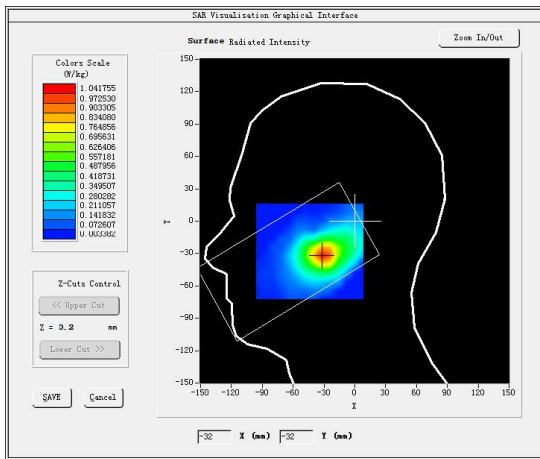 SAR Visualisation Graphical Interface
Surface Radiated Intensity
Zoom In/Out
Colors Scale
(W/kg)
1.041755
0.972530
0.903305
0.834080
0.764856
0.695631
0.626406
0.557181
0.487956
0.418731
0.349507
0.280282
0.211057
0.141832
0.072607
0.003382
Z-Cuts Control
<< Upper Cut
Z = 3.2 mm
Lower Cut >>
SAVE Cancel
150
120
90
60
30
0
-30
-60
-90
-120
-150
Y
-150 -120 -90 -60 -30 0 30 60 90 120 150
X
-32 X (mm) -32 Y (mm)